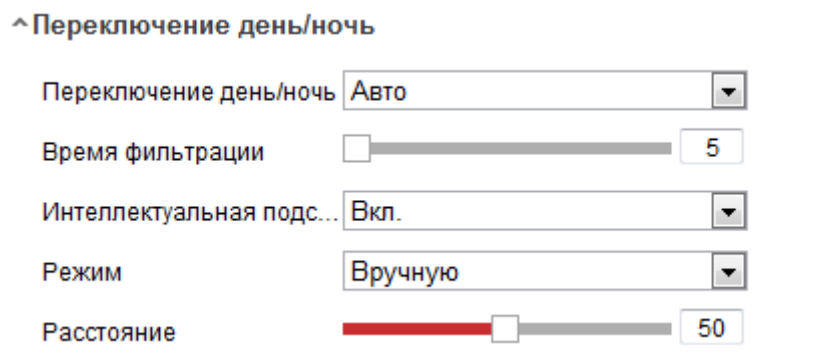 Переключение день/ночь
Переключение день/ночь Авто
Время фильтрации 5
Интеллектуальная подс... Вкл.
Режим Вручную
Расстояние 50